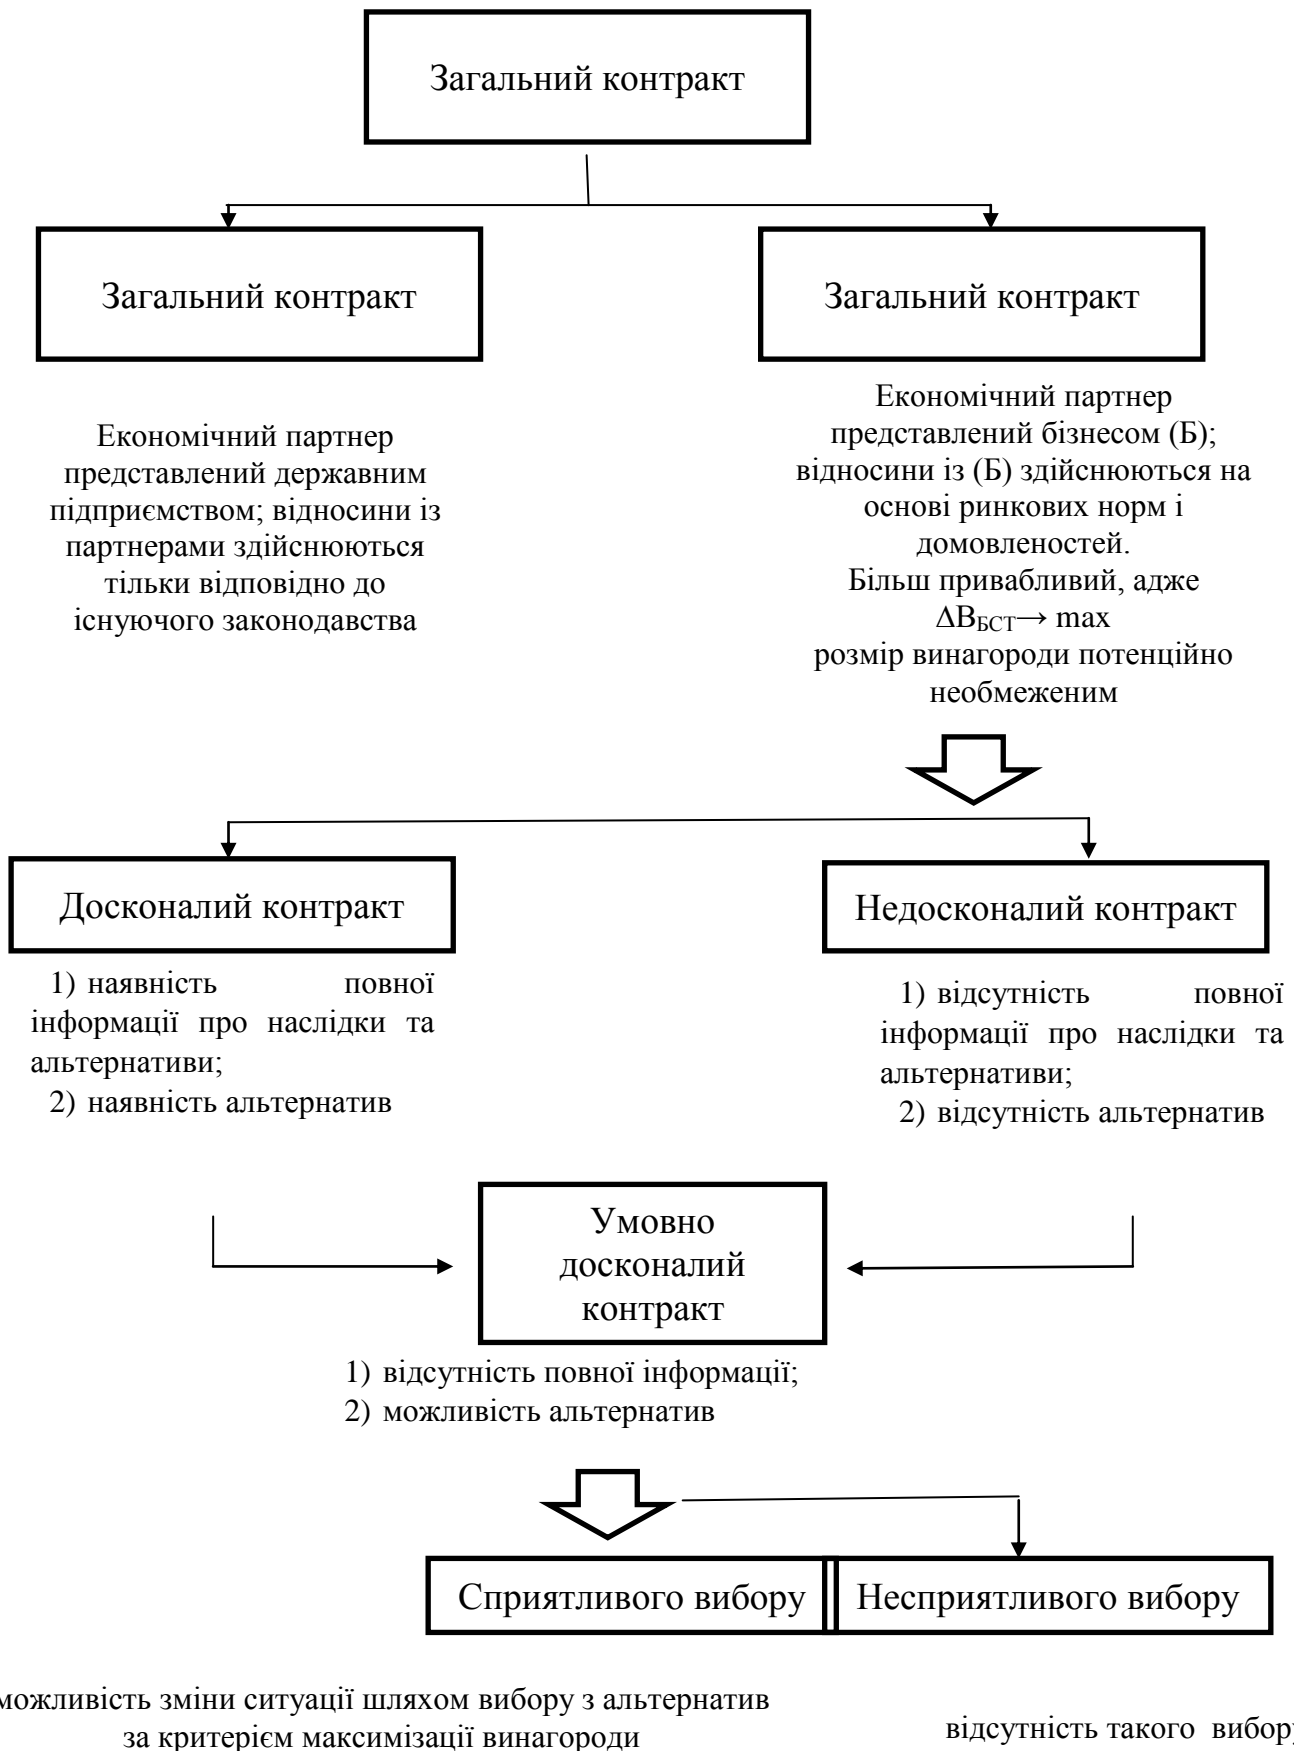 Загальний контракт
Загальний контракт
Загальний контракт
Економічний партнер
представлений державним
підприємством; відносини із
партнерами здійснюються
тільки відповідно до
існуючого законодавства
Економічний партнер
представлений бізнесом (Б);
відносини із (Б) здійснюються на
основі ринкових норм і
домовленостей.
Більш привабливий, адже
ΔВБСТ→ max
розмір винагороди потенційно
необмеженим
Досконалий контракт
Недосконалий контракт
1) наявність повної
інформації про наслідки та
альтернативи;
2) наявність альтернатив
1) відсутність повної
інформації про наслідки та
альтернативи;
2) відсутність альтернатив
Умовно
досконалий
контракт
1) відсутність повної інформації;
2) можливість альтернатив
Сприятливого вибору
Несприятливого вибору
можливість зміни ситуації шляхом вибору з альтернатив
за критерієм максимізації винагороди
відсутність такого вибору